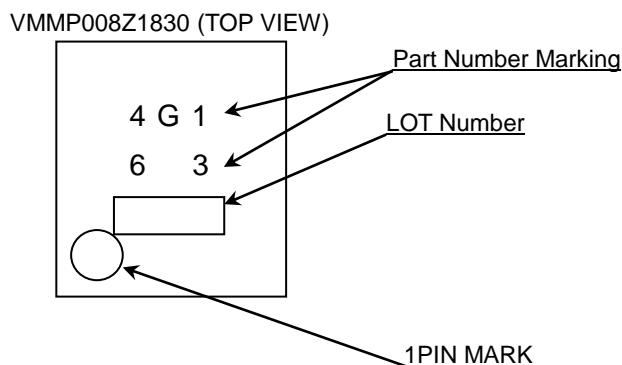 VMMP008Z1830 (TOP VIEW)
Part Number Marking
4 G 1
LOT Number
6 3
1PIN MARK